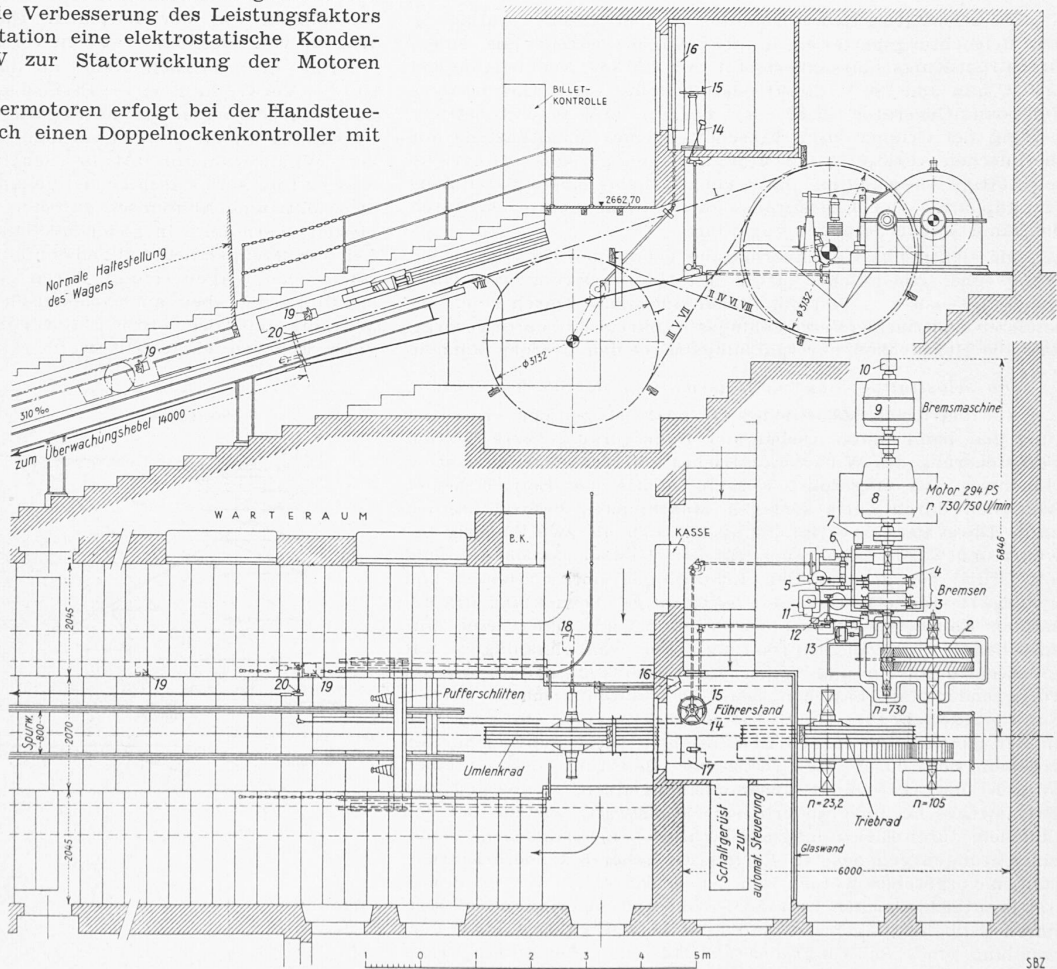 ie Verbesserung des Leistungsfaktors
tation eine elektrostatische Konden-
V zur Statorwicklung der Motoren
ermotoren erfolgt bei der Handsteue-
ch einen Doppelnockenkontroller mit
BILLET-
KONTROLLE
16
15
14
2662,70
I
Normale Haltestellung
des Wagens
19
20
VIII
19
310 ‰
zum Überwachungshebel 14000
∅3132
I
III V VII
II IV VI VIII
∅3132
10
9
Bremsmaschine
8
Motor 294 PS
n 730/750 U/min
7
6
5
4
Bremsen
3
11
12
13
2
n=730
6846
WARTERAUM
B.K.
KASSE
2045
18
19
20
19
16
Pufferschlitten
15
Führerstand
14
1
Spurw.
800
2070
Umlenkrad
17
n=23,2
n=105
Triebrad
2045
Schaltgerüst
zur
automat. Steuerung
Glaswand
6000
1 0 1 2 3 4 5 m
SBZ